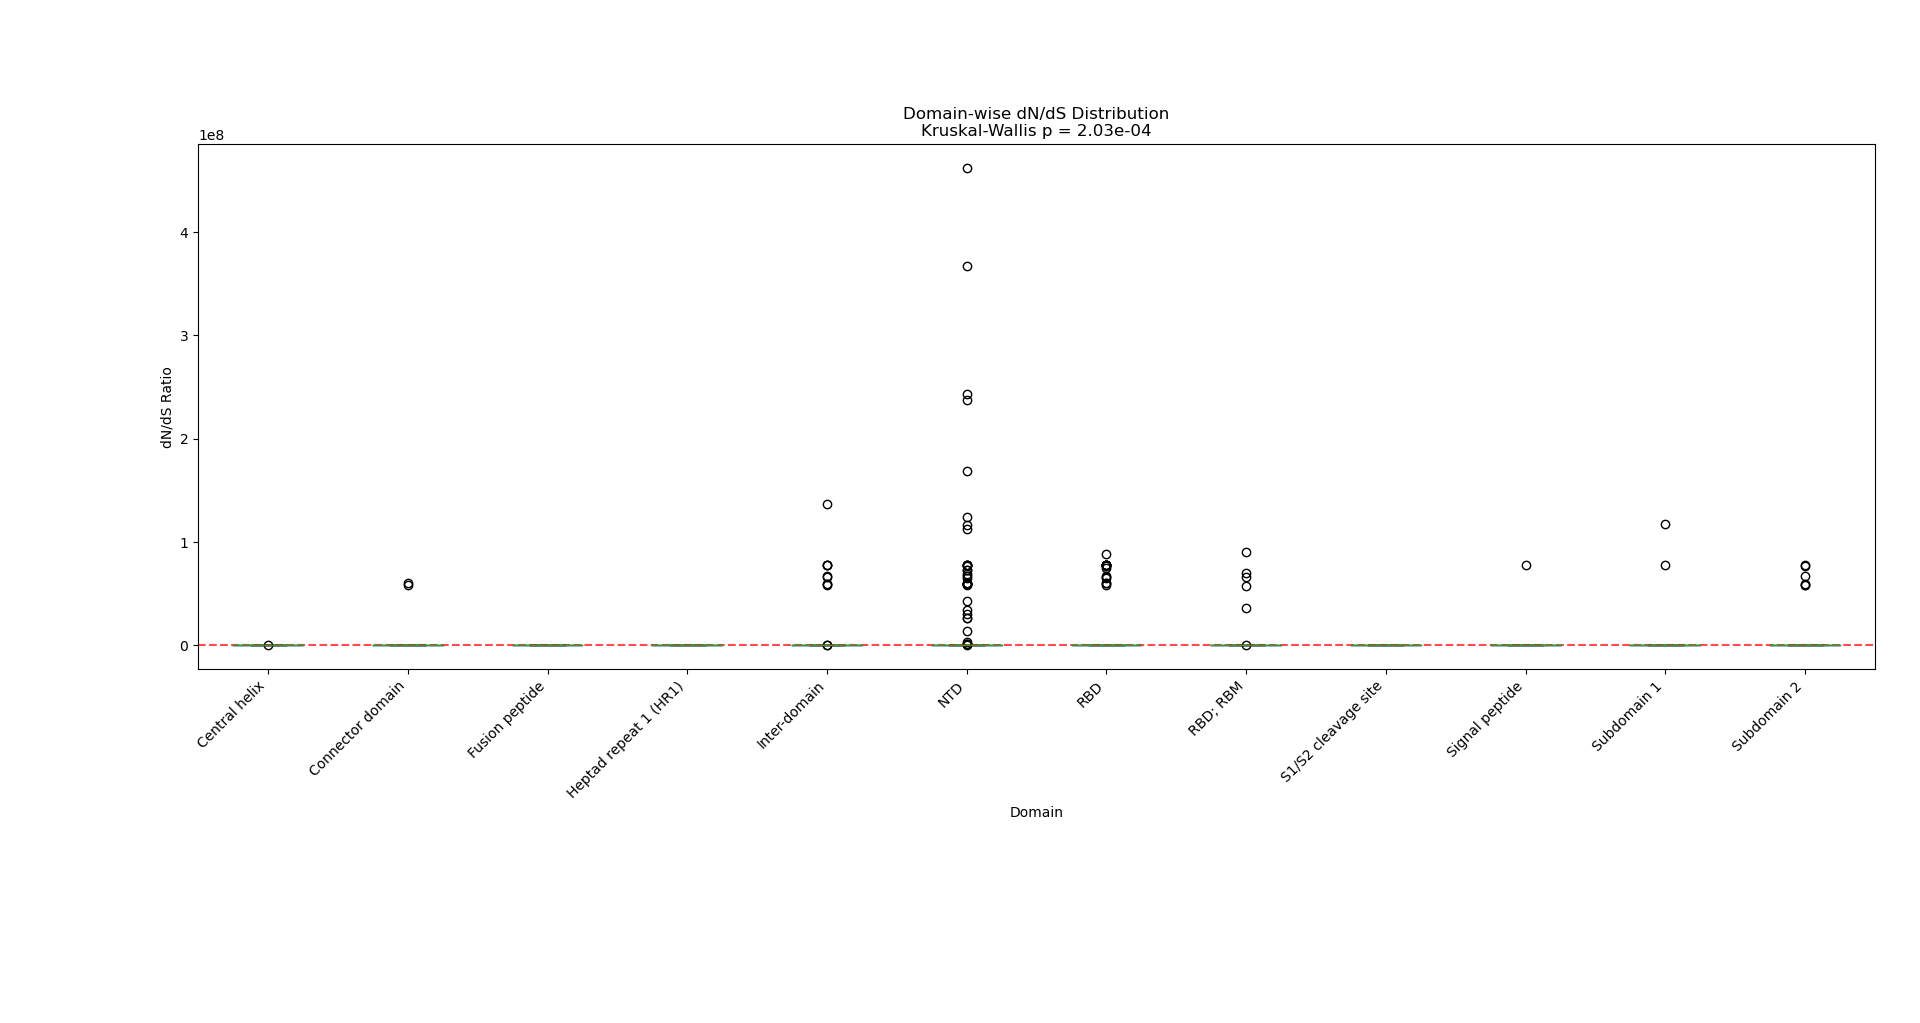 Domain-wise dN/dS Distribution
Kruskal-Wallis p = 2.03e-04
1e8
4
3
2
1
0
dN/dS Ratio
Central helix
Connector domain
Fusion peptide
Heptad repeat 1 (HR1)
Inter-domain
NTD
RBD
RBD; RBM
S1/S2 cleavage site
Signal peptide
Subdomain 1
Subdomain 2
Domain